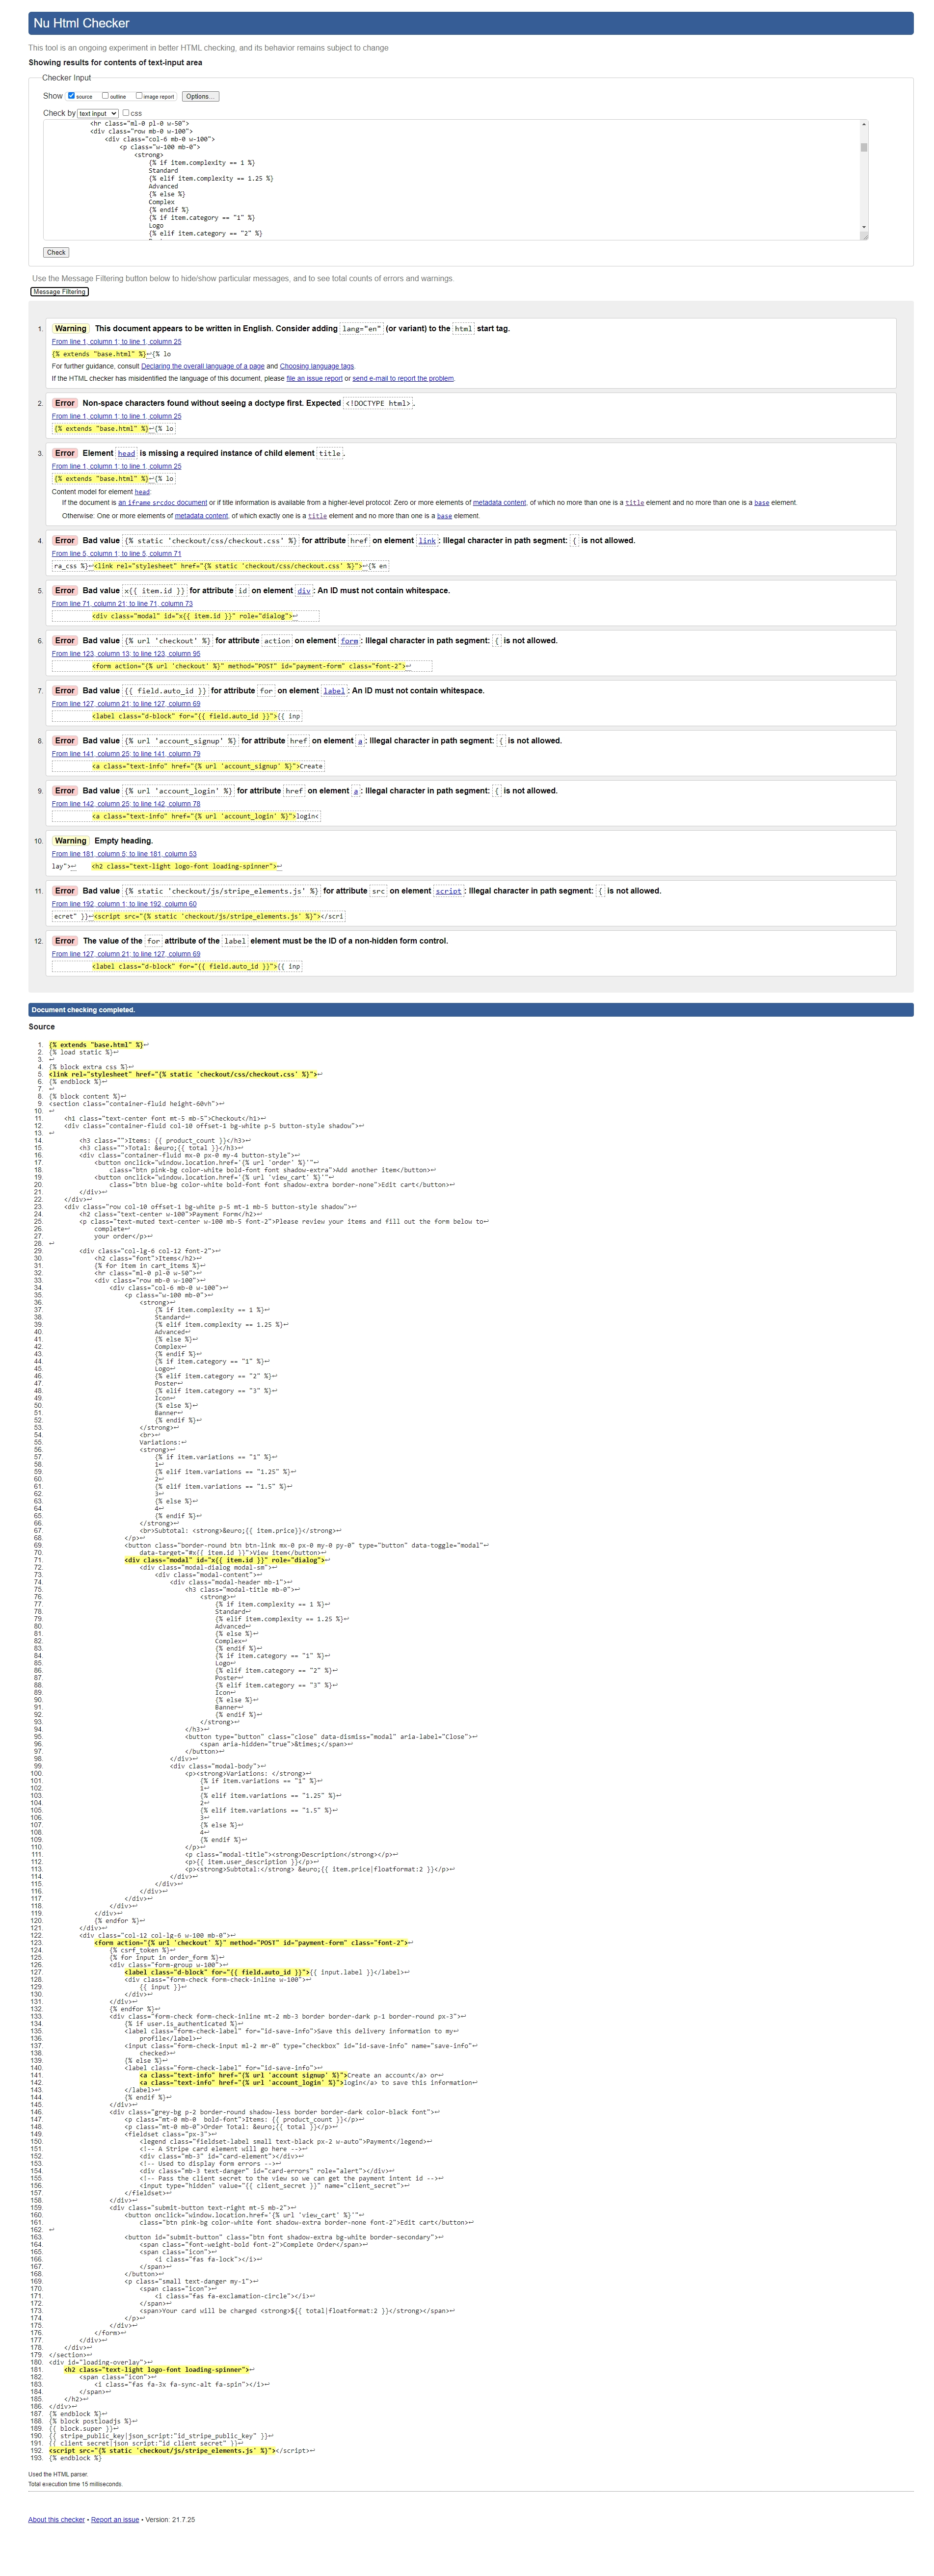 Nu Html Checker
This tool is an ongoing experiment in better HTML checking, and its behavior remains subject to change
Showing results for contents of text-input area
Checker Input
Show source outline image report Options...
Check by text input css
<hr class="ml-0 pl-0 w-50">
<div class="row mb-0 w-100">
<div class="col-6 mb-0 w-100">
<p class="w-100 mb-0">
<strong>
{% if item.complexity == 1 %}
Standard
{% elif item.complexity == 1.25 %}
Advanced
{% else %}
Complex
{% endif %}
{% if item.category == "1" %}
Logo
{% elif item.category == "2" %}
Check
Use the Message Filtering button below to hide/show particular messages, and to see total counts of errors and warnings.
Message Filtering
1. Warning This document appears to be written in English. Consider adding lang="en" (or variant) to the html start tag.
From line 1, column 1; to line 1, column 25
{% extends "base.html" %}↩{% lo
For further guidance, consult Declaring the overall language of a page and Choosing language tags.
If the HTML checker has misidentified the language of this document, please file an issue report or send e-mail to report the problem.
2. Error Non-space characters found without seeing a doctype first. Expected <!DOCTYPE html>.
From line 1, column 1; to line 1, column 25
{% extends "base.html" %}↩{% lo
3. Error Element head is missing a required instance of child element title.
From line 1, column 1; to line 1, column 25
{% extends "base.html" %}↩{% lo
Content model for element head:
If the document is an iframe srcdoc document or if title information is available from a higher-level protocol: Zero or more elements of metadata content, of which no more than one is a title element and no more than one is a base element.
Otherwise: One or more elements of metadata content, of which exactly one is a title element and no more than one is a base element.
4. Error Bad value {% static 'checkout/css/checkout.css' %} for attribute href on element link: Illegal character in path segment: { is not allowed.
From line 5, column 1; to line 5, column 71
ra_css %}↩<link rel="stylesheet" href="{% static 'checkout/css/checkout.css' %}">↩{% en
5. Error Bad value x{{ item.id }} for attribute id on element div: An ID must not contain whitespace.
From line 71, column 21; to line 71, column 73
<div class="modal" id="x{{ item.id }}" role="dialog">↩
6. Error Bad value {% url 'checkout' %} for attribute action on element form: Illegal character in path segment: { is not allowed.
From line 123, column 13; to line 123, column 95
<form action="{% url 'checkout' %}" method="POST" id="payment-form" class="font-2">↩
7. Error Bad value {{ field.auto_id }} for attribute for on element label: An ID must not contain whitespace.
From line 127, column 21; to line 127, column 69
<label class="d-block" for="{{ field.auto_id }}">{{ inp
8. Error Bad value {% url 'account_signup' %} for attribute href on element a: Illegal character in path segment: { is not allowed.
From line 141, column 25; to line 141, column 79
<a class="text-info" href="{% url 'account_signup' %}">Create
9. Error Bad value {% url 'account_login' %} for attribute href on element a: Illegal character in path segment: { is not allowed.
From line 142, column 25; to line 142, column 78
<a class="text-info" href="{% url 'account_login' %}">login<
10. Warning Empty heading.
From line 181, column 5; to line 181, column 53
lay">↩ <h2 class="text-light logo-font loading-spinner">↩
11. Error Bad value {% static 'checkout/js/stripe_elements.js' %} for attribute src on element script: Illegal character in path segment: { is not allowed.
From line 192, column 1; to line 192, column 60
ecret" }}↩<script src="{% static 'checkout/js/stripe_elements.js' %}"></scri
12. Error The value of the for attribute of the label element must be the ID of a non-hidden form control.
From line 127, column 21; to line 127, column 69
<label class="d-block" for="{{ field.auto_id }}">{{ inp
Document checking completed.
Source
1. {% extends "base.html" %}↩
2. {% load static %}↩
3. ↩
4. {% block extra_css %}↩
5. <link rel="stylesheet" href="{% static 'checkout/css/checkout.css' %}">↩
6. {% endblock %}↩
7. ↩
8. {% block content %}↩
9. <section class="container-fluid height-60vh">↩
10. ↩
11. <h1 class="text-center font mt-5 mb-5">Checkout</h1>↩
12. <div class="container-fluid col-10 offset-1 bg-white p-5 button-style shadow">↩
13. ↩
14. <h3 class="">Items: {{ product_count }}</h3>↩
15. <h3 class="">Total: &euro;{{ total }}</h3>↩
16. <div class="container-fluid mx-0 px-0 my-4 button-style">↩
17. <button onclick="window.location.href='{% url 'order' %}'"↩
18. class="btn pink-bg color-white bold-font font shadow-extra">Add another item</button>↩
19. <button onclick="window.location.href='{% url 'view_cart' %}'"↩
20. class="btn blue-bg color-white bold-font font shadow-extra border-none">Edit cart</button>↩
21. </div>↩
22. </div>↩
23. <div class="row col-10 offset-1 bg-white p-5 mt-1 mb-5 button-style shadow">↩
24. <h2 class="text-center w-100">Payment Form</h2>↩
25. <p class="text-muted text-center w-100 mb-5 font-2">Please review your items and fill out the form below to↩
26. complete↩
27. your order</p>↩
28. ↩
29. <div class="col-lg-6 col-12 font-2">↩
30. <h2 class="font">Items</h2>↩
31. {% for item in cart_items %}↩
32. <hr class="ml-0 pl-0 w-50">↩
33. <div class="row mb-0 w-100">↩
34. <div class="col-6 mb-0 w-100">↩
35. <p class="w-100 mb-0">↩
36. <strong>↩
37. {% if item.complexity == 1 %}↩
38. Standard↩
39. {% elif item.complexity == 1.25 %}↩
40. Advanced↩
41. {% else %}↩
42. Complex↩
43. {% endif %}↩
44. {% if item.category == "1" %}↩
45. Logo↩
46. {% elif item.category == "2" %}↩
47. Poster↩
48. {% elif item.category == "3" %}↩
49. Icon↩
50. {% else %}↩
51. Banner↩
52. {% endif %}↩
53. </strong>↩
54. <br>↩
55. Variations:↩
56. <strong>↩
57. {% if item.variations == "1" %}↩
58. 1↩
59. {% elif item.variations == "1.25" %}↩
60. 2↩
61. {% elif item.variations == "1.5" %}↩
62. 3↩
63. {% else %}↩
64. 4↩
65. {% endif %}↩
66. </strong>↩
67. <br>Subtotal: <strong>&euro;{{ item.price}}</strong>↩
68. </p>↩
69. <button class="border-round btn btn-link mx-0 px-0 my-0 py-0" type="button" data-toggle="modal"↩
70. data-target="#x{{ item.id }}">View item</button>↩
71. <div class="modal" id="x{{ item.id }}" role="dialog">↩
72. <div class="modal-dialog modal-sm">↩
73. <div class="modal-content">↩
74. <div class="modal-header mb-1">↩
75. <h3 class="modal-title mb-0">↩
76. <strong>↩
77. {% if item.complexity == 1 %}↩
78. Standard↩
79. {% elif item.complexity == 1.25 %}↩
80. Advanced↩
81. {% else %}↩
82. Complex↩
83. {% endif %}↩
84. {% if item.category == "1" %}↩
85. Logo↩
86. {% elif item.category == "2" %}↩
87. Poster↩
88. {% elif item.category == "3" %}↩
89. Icon↩
90. {% else %}↩
91. Banner↩
92. {% endif %}↩
93. </strong>↩
94. </h3>↩
95. <button type="button" class="close" data-dismiss="modal" aria-label="Close">↩
96. <span aria-hidden="true">&times;</span>↩
97. </button>↩
98. </div>↩
99. <div class="modal-body">↩
100. <p><strong>Variations: </strong>↩
101. {% if item.variations == "1" %}↩
102. 1↩
103. {% elif item.variations == "1.25" %}↩
104. 2↩
105. {% elif item.variations == "1.5" %}↩
106. 3↩
107. {% else %}↩
108. 4↩
109. {% endif %}↩
110. </p>↩
111. <p class="modal-title"><strong>Description</strong></p>↩
112. <p>{{ item.user_description }}</p>↩
113. <p><strong>Subtotal:</strong> &euro;{{ item.price|floatformat:2 }}</p>↩
114. </div>↩
115. </div>↩
116. </div>↩
117. </div>↩
118. </div>↩
119. </div>↩
120. {% endfor %}↩
121. </div>↩
122. <div class="col-12 col-lg-6 w-100 mb-0">↩
123. <form action="{% url 'checkout' %}" method="POST" id="payment-form" class="font-2">↩
124. {% csrf_token %}↩
125. {% for input in order_form %}↩
126. <div class="form-group w-100">↩
127. <label class="d-block" for="{{ field.auto_id }}">{{ input.label }}</label>↩
128. <div class="form-check form-check-inline w-100">↩
129. {{ input }}↩
130. </div>↩
131. </div>↩
132. {% endfor %}↩
133. <div class="form-check form-check-inline mt-2 mb-3 border border-dark p-1 border-round px-3">↩
134. {% if user.is_authenticated %}↩
135. <label class="form-check-label" for="id-save-info">Save this delivery information to my↩
136. profile</label>↩
137. <input class="form-check-input ml-2 mr-0" type="checkbox" id="id-save-info" name="save-info"↩
138. checked>↩
139. {% else %}↩
140. <label class="form-check-label" for="id-save-info">↩
141. <a class="text-info" href="{% url 'account_signup' %}">Create an account</a> or↩
142. <a class="text-info" href="{% url 'account_login' %}">login</a> to save this information↩
143. </label>↩
144. {% endif %}↩
145. </div>↩
146. <div class="grey-bg p-2 border-round shadow-less border border-dark color-black font">↩
147. <p class="mt-0 mb-0 bold-font">Items: {{ product_count }}</p>↩
148. <p class="mt-0 mb-0">Order Total: &euro;{{ total }}</p>↩
149. <fieldset class="px-3">↩
150. <legend class="fieldset-label small text-black px-2 w-auto">Payment</legend>↩
151. <!-- A Stripe card element will go here -->↩
152. <div class="mb-3" id="card-element"></div>↩
153. <!-- Used to display form errors -->↩
154. <div class="mb-3 text-danger" id="card-errors" role="alert"></div>↩
155. <!-- Pass the client secret to the view so we can get the payment intent id -->↩
156. <input type="hidden" value="{{ client_secret }}" name="client_secret">↩
157. </fieldset>↩
158. </div>↩
159. <div class="submit-button text-right mt-5 mb-2">↩
160. <button onclick="window.location.href='{% url 'view_cart' %}'"↩
161. class="btn pink-bg color-white font shadow-extra border-none font-2">Edit cart</button>↩
162. ↩
163. <button id="submit-button" class="btn font shadow-extra bg-white border-secondary">↩
164. <span class="font-weight-bold font-2">Complete Order</span>↩
165. <span class="icon">↩
166. <i class="fas fa-lock"></i>↩
167. </span>↩
168. </button>↩
169. <p class="small text-danger my-1">↩
170. <span class="icon">↩
171. <i class="fas fa-exclamation-circle"></i>↩
172. </span>↩
173. <span>Your card will be charged <strong>${{ total|floatformat:2 }}</strong></span>↩
174. </p>↩
175. </div>↩
176. </form>↩
177. </div>↩
178. </div>↩
179. </section>↩
180. <div id="loading-overlay">↩
181. <h2 class="text-light logo-font loading-spinner">↩
182. <span class="icon">↩
183. <i class="fas fa-3x fa-sync-alt fa-spin"></i>↩
184. </span>↩
185. </h2>↩
186. </div>↩
187. {% endblock %}↩
188. {% block postloadjs %}↩
189. {{ block.super }}↩
190. {{ stripe_public_key|json_script:"id_stripe_public_key" }}↩
191. {{ client_secret|json_script:"id_client_secret" }}↩
192. <script src="{% static 'checkout/js/stripe_elements.js' %}"></script>↩
193. {% endblock %}
Used the HTML parser.
Total execution time 15 milliseconds.
About this checker • Report an issue • Version: 21.7.25